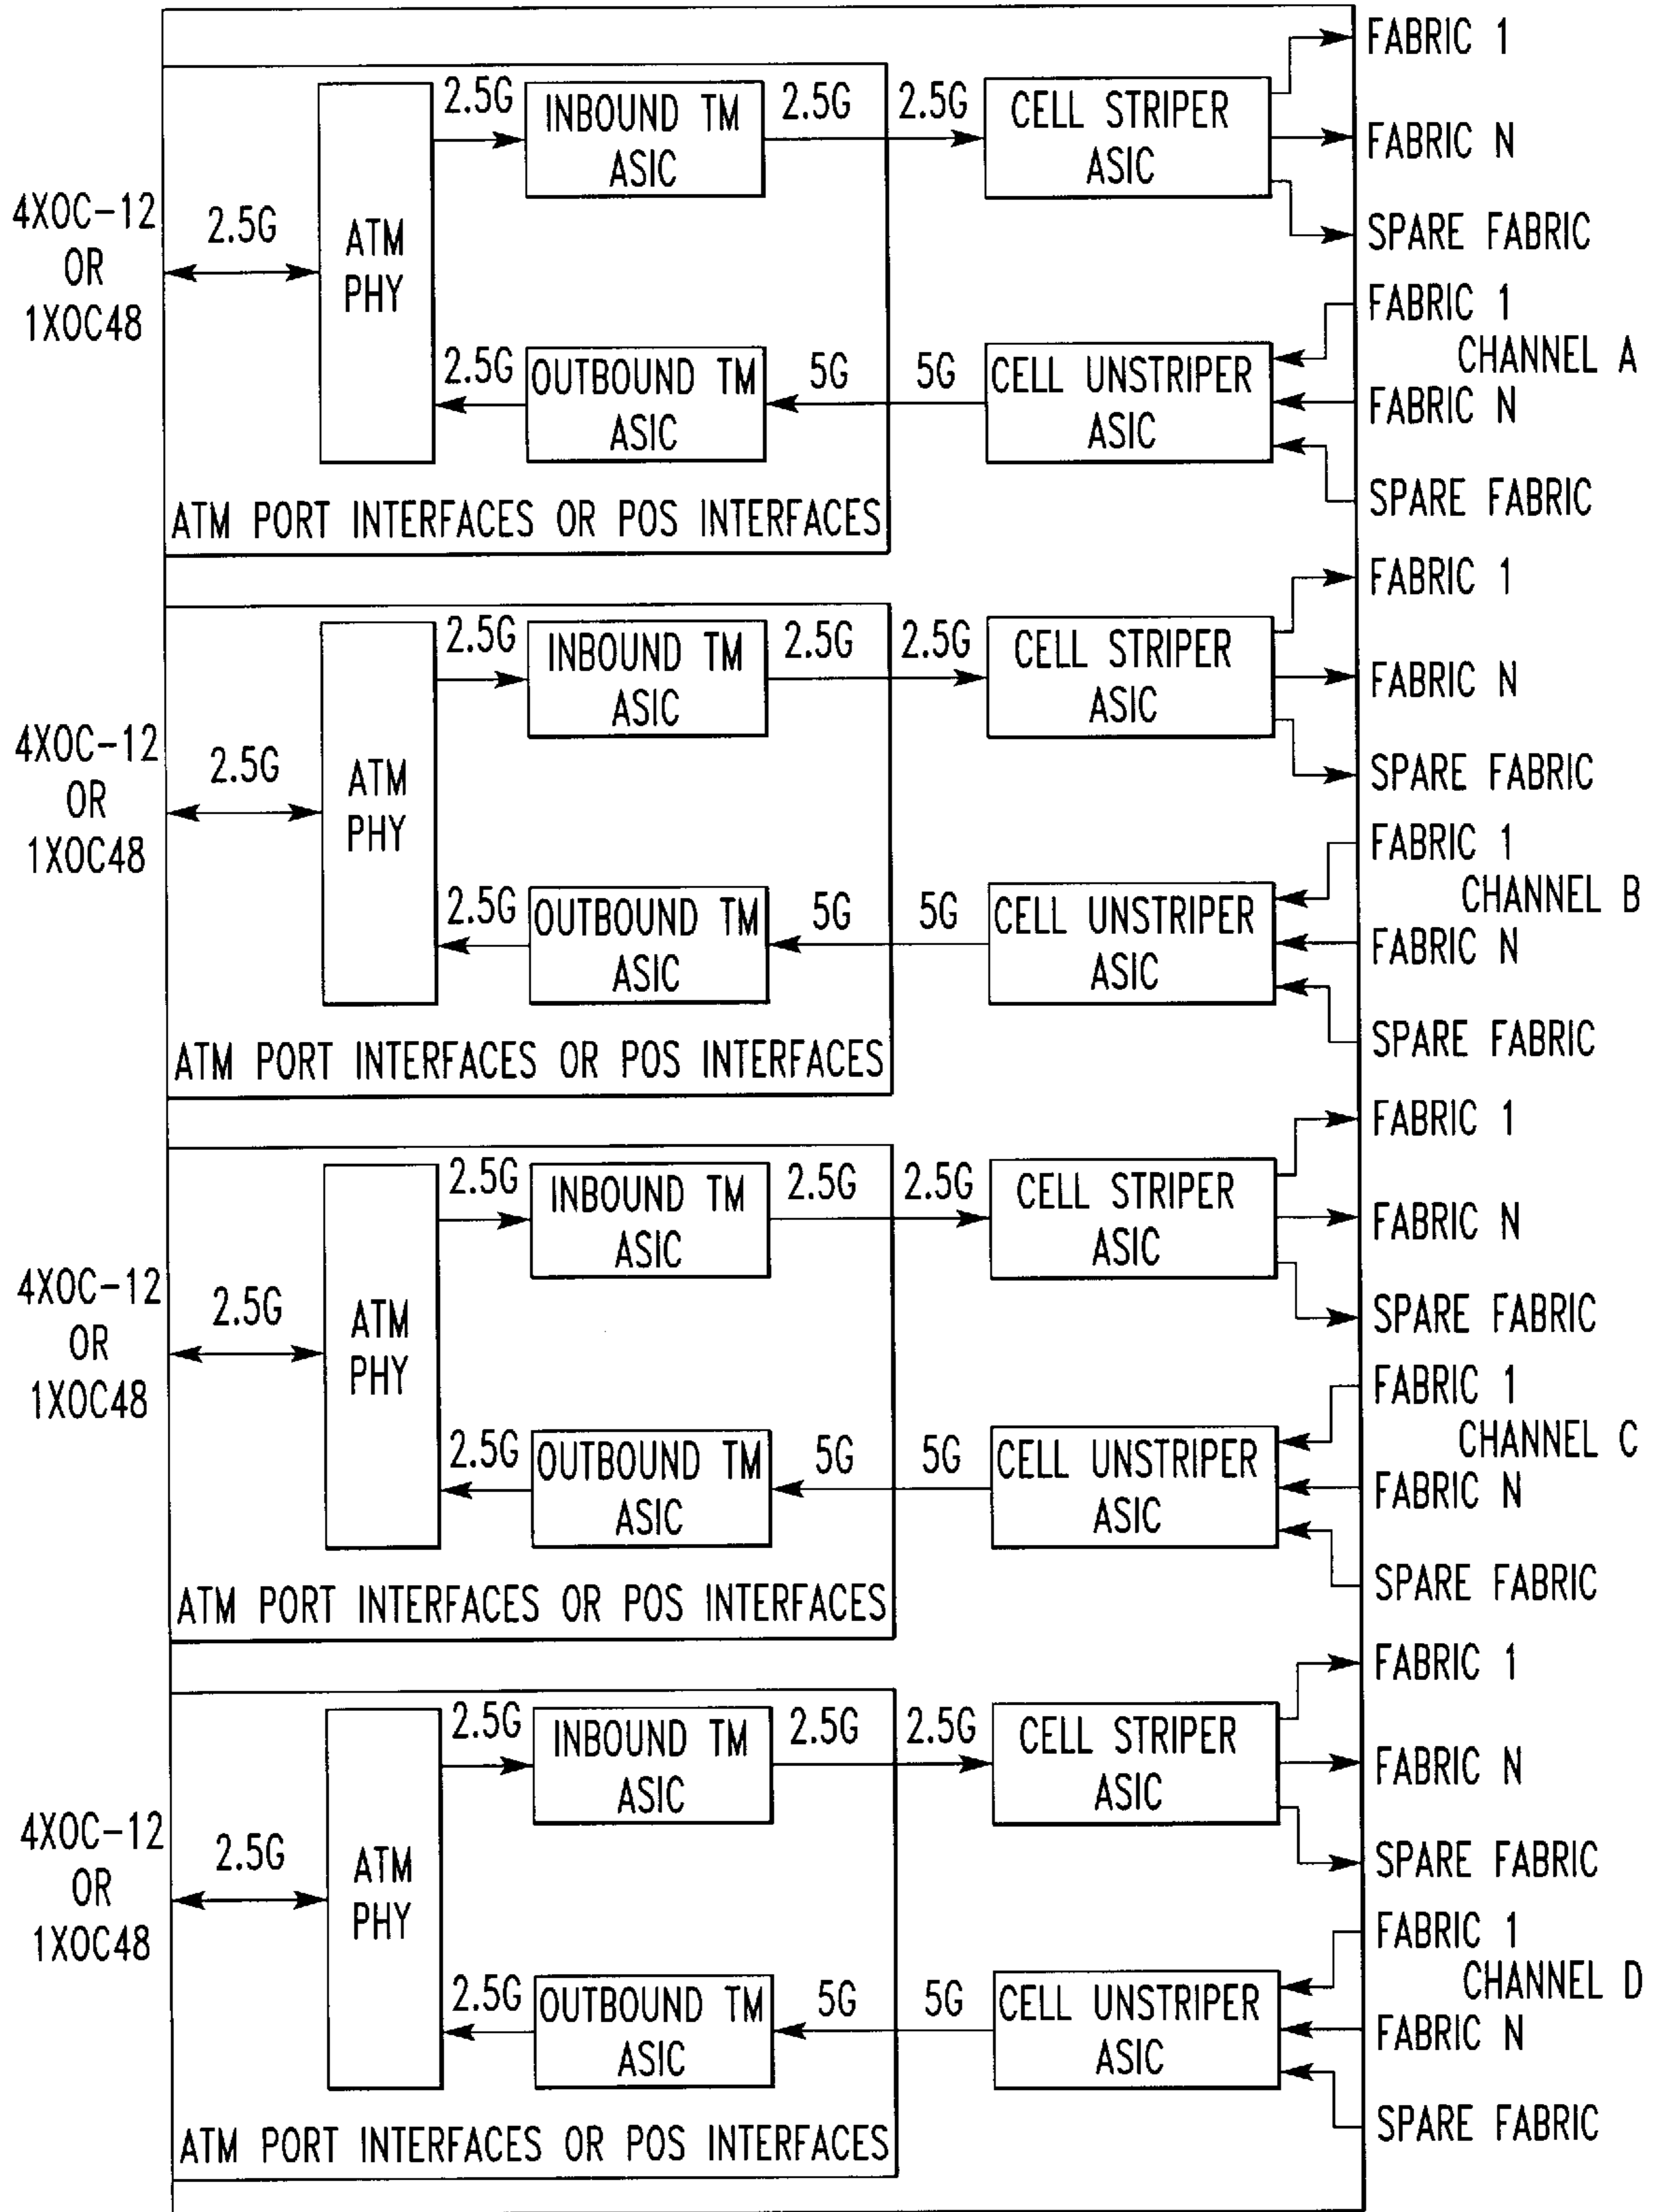 FABRIC 1
2.5G
INBOUND TM
ASIC
2.5G
2.5G
CELL STRIPER
ASIC
FABRIC N
4XOC-12
OR
1XOC48
2.5G
ATM
PHY
SPARE FABRIC
FABRIC 1
CHANNEL A
2.5G
OUTBOUND TM
ASIC
5G
5G
CELL UNSTRIPER
ASIC
FABRIC N
SPARE FABRIC
ATM PORT INTERFACES OR POS INTERFACES
FABRIC 1
2.5G
INBOUND TM
ASIC
2.5G
2.5G
CELL STRIPER
ASIC
FABRIC N
4XOC-12
OR
1XOC48
2.5G
ATM
PHY
SPARE FABRIC
FABRIC 1
CHANNEL B
2.5G
OUTBOUND TM
ASIC
5G
5G
CELL UNSTRIPER
ASIC
FABRIC N
SPARE FABRIC
ATM PORT INTERFACES OR POS INTERFACES
FABRIC 1
2.5G
INBOUND TM
ASIC
2.5G
2.5G
CELL STRIPER
ASIC
FABRIC N
4XOC-12
OR
1XOC48
2.5G
ATM
PHY
SPARE FABRIC
FABRIC 1
CHANNEL C
2.5G
OUTBOUND TM
ASIC
5G
5G
CELL UNSTRIPER
ASIC
FABRIC N
SPARE FABRIC
ATM PORT INTERFACES OR POS INTERFACES
FABRIC 1
2.5G
INBOUND TM
ASIC
2.5G
2.5G
CELL STRIPER
ASIC
FABRIC N
4XOC-12
OR
1XOC48
2.5G
ATM
PHY
SPARE FABRIC
FABRIC 1
CHANNEL D
2.5G
OUTBOUND TM
ASIC
5G
5G
CELL UNSTRIPER
ASIC
FABRIC N
SPARE FABRIC
ATM PORT INTERFACES OR POS INTERFACES